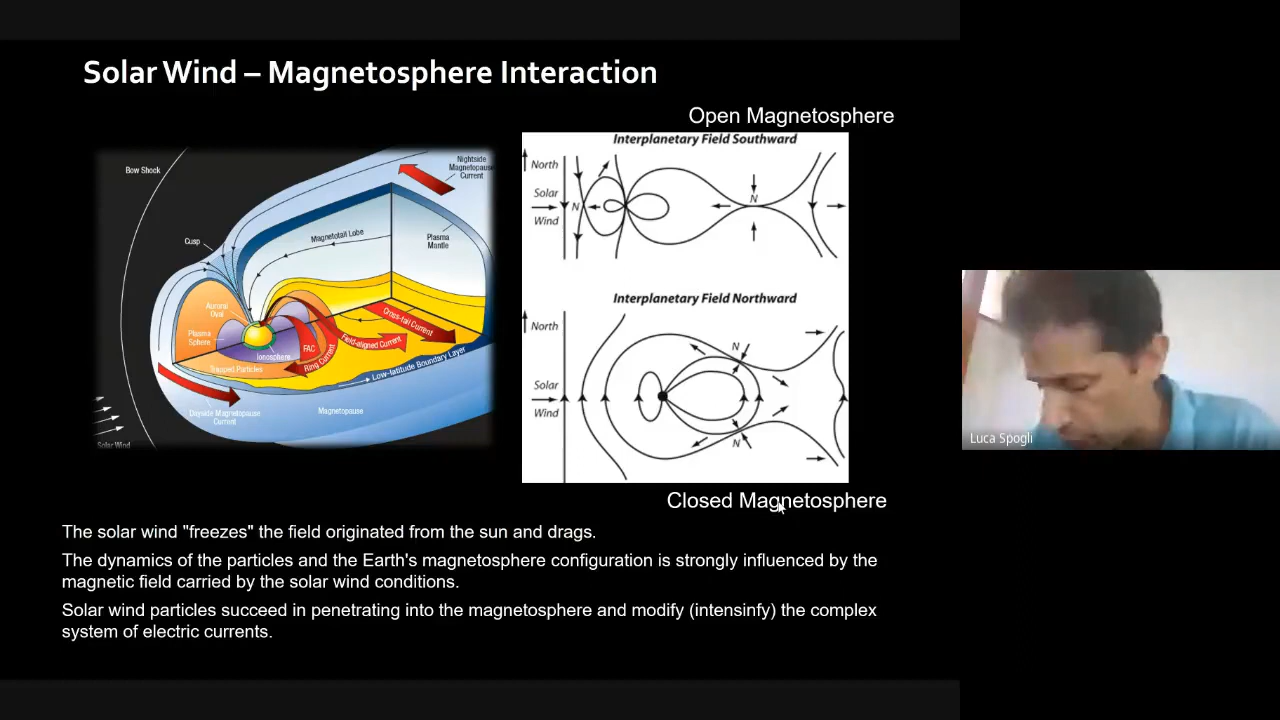 Solar Wind – Magnetosphere Interaction
Open Magnetosphere
Bow Shock
Nightside
Magnetopause
Current
Cusp
Magnetotail Lobe
Plasma
Mantle
Auroral
Oval
Plasma
Sphere
Ionosphere
FAC
Ring Current
Field-aligned Current
Cross-tail Current
Trapped Particles
Low-latitude Boundary Layer
Dayside Magnetopause
Current
Magnetopause
Solar Wind
Interplanetary Field Southward
North
Solar
Wind
N
N
Interplanetary Field Northward
North
Solar
Wind
N
N
Closed Magnetosphere
The solar wind "freezes" the field originated from the sun and drags.
The dynamics of the particles and the Earth's magnetosphere configuration is strongly influenced by the
magnetic field carried by the solar wind conditions.
Solar wind particles succeed in penetrating into the magnetosphere and modify (intensinfy) the complex
system of electric currents.
Luca Spogli